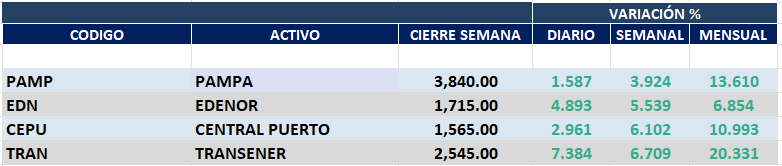 VARIACIÓN %
CODIGO ACTIVO CIERRE SEMANA DIARIO SEMANAL MENSUAL
PAMP PAMPA 3,840.00 1.587 3.924 13.610
EDN EDENOR 1,715.00 4.893 5.539 6.854
CEPU CENTRAL PUERTO 1,565.00 2.961 6.102 10.993
TRAN TRANSENER 2,545.00 7.384 6.709 20.331